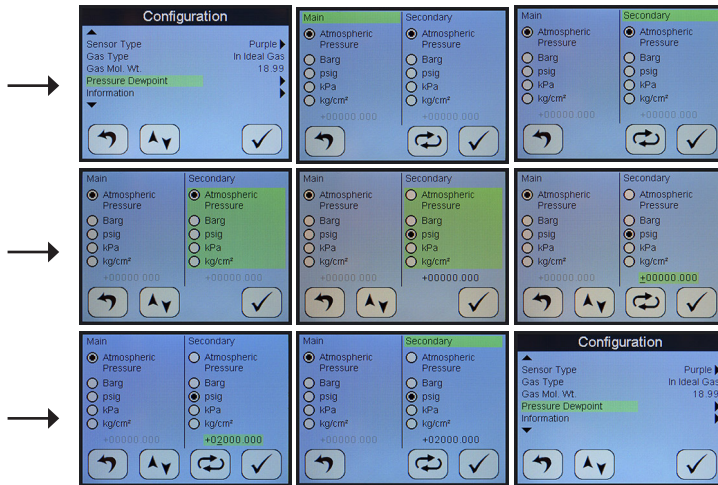 Configuration
Sensor Type Purple
Gas Type In Ideal Gas
Gas Mol. Wt. 18.99
Pressure Dewpoint
Information
Main Secondary
Atmospheric Pressure Atmospheric Pressure
Barg Barg
psig psig
kPa kPa
kg/cm² kg/cm²
+00000.000 +00000.000
Main Secondary
Atmospheric Pressure Atmospheric Pressure
Barg Barg
psig psig
kPa kPa
kg/cm² kg/cm²
+00000.000 +00000.000
Main Secondary
Atmospheric Pressure Atmospheric Pressure
Barg Barg
psig psig
kPa kPa
kg/cm² kg/cm²
+00000.000 +00000.000
Main Secondary
Atmospheric Pressure Atmospheric Pressure
Barg Barg
psig psig
kPa kPa
kg/cm² kg/cm²
+00000.000 +00000.000
Main Secondary
Atmospheric Pressure Atmospheric Pressure
Barg Barg
psig psig
kPa kPa
kg/cm² kg/cm²
+00000.000 +00000.000
Main Secondary
Atmospheric Pressure Atmospheric Pressure
Barg Barg
psig psig
kPa kPa
kg/cm² kg/cm²
+00000.000 +02000.000
Main Secondary
Atmospheric Pressure Atmospheric Pressure
Barg Barg
psig psig
kPa kPa
kg/cm² kg/cm²
+00000.000 +02000.000
Configuration
Sensor Type Purple
Gas Type In Ideal Gas
Gas Mol. Wt. 18.99
Pressure Dewpoint
Information